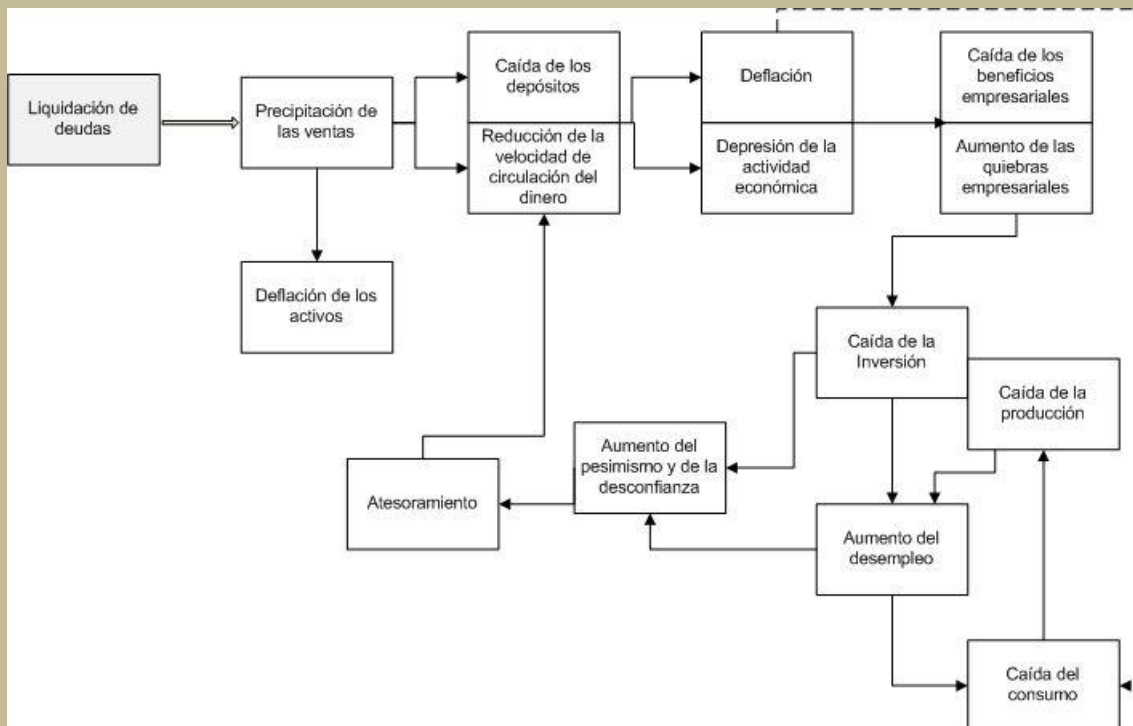 Liquidación de
deudas
Precipitación de
las ventas
Caída de los
depósitos
Reducción de la
velocidad de
circulación del
dinero
Deflación
Depresión de la
actividad
económica
Caída de los
beneficios
empresariales
Aumento de las
quiebras
empresariales
Deflación de los
activos
Caída de la
Inversión
Caída de la
producción
Aumento del
pesimismo y de la
desconfianza
Atesoramiento
Aumento del
desempleo
Caída del
consumo